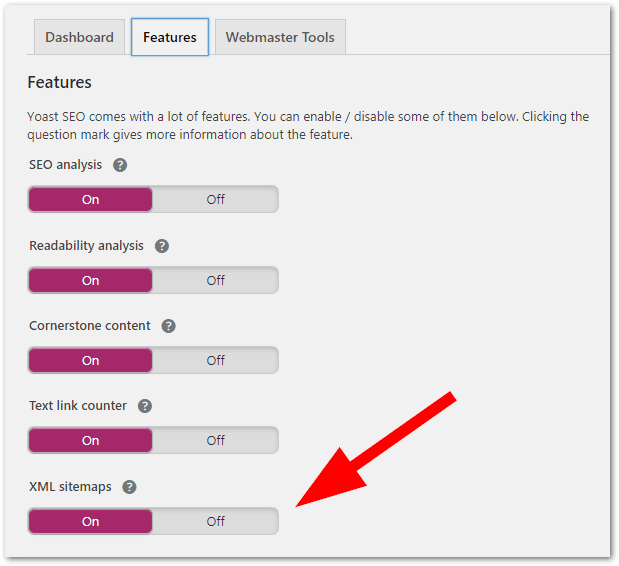 Dashboard Features Webmaster Tools
Features
Yoast SEO comes with a lot of features. You can enable / disable some of them below. Clicking the
question mark gives more information about the feature.
SEO analysis ?
On Off
Readability analysis ?
On Off
Cornerstone content ?
On Off
Text link counter ?
On Off
XML sitemaps ?
On Off